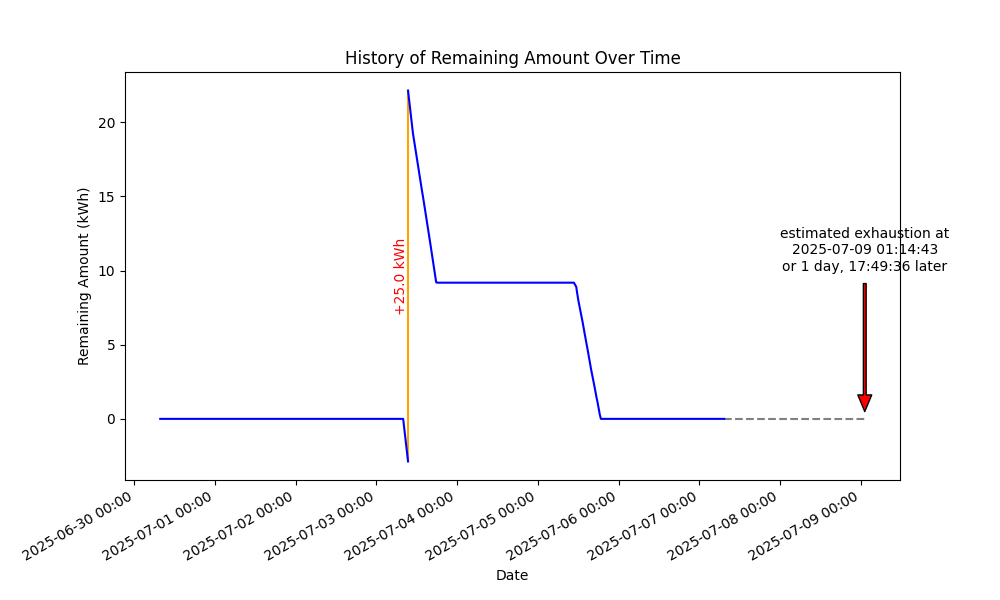 History of Remaining Amount Over Time
Remaining Amount (kWh)
20
15
10
5
0
+25.0 kWh
estimated exhaustion at
2025-07-09 01:14:43
or 1 day, 17:49:36 later
2025-06-30 00:00
2025-07-01 00:00
2025-07-02 00:00
2025-07-03 00:00
2025-07-04 00:00
2025-07-05 00:00
2025-07-06 00:00
2025-07-07 00:00
2025-07-08 00:00
2025-07-09 00:00
Date